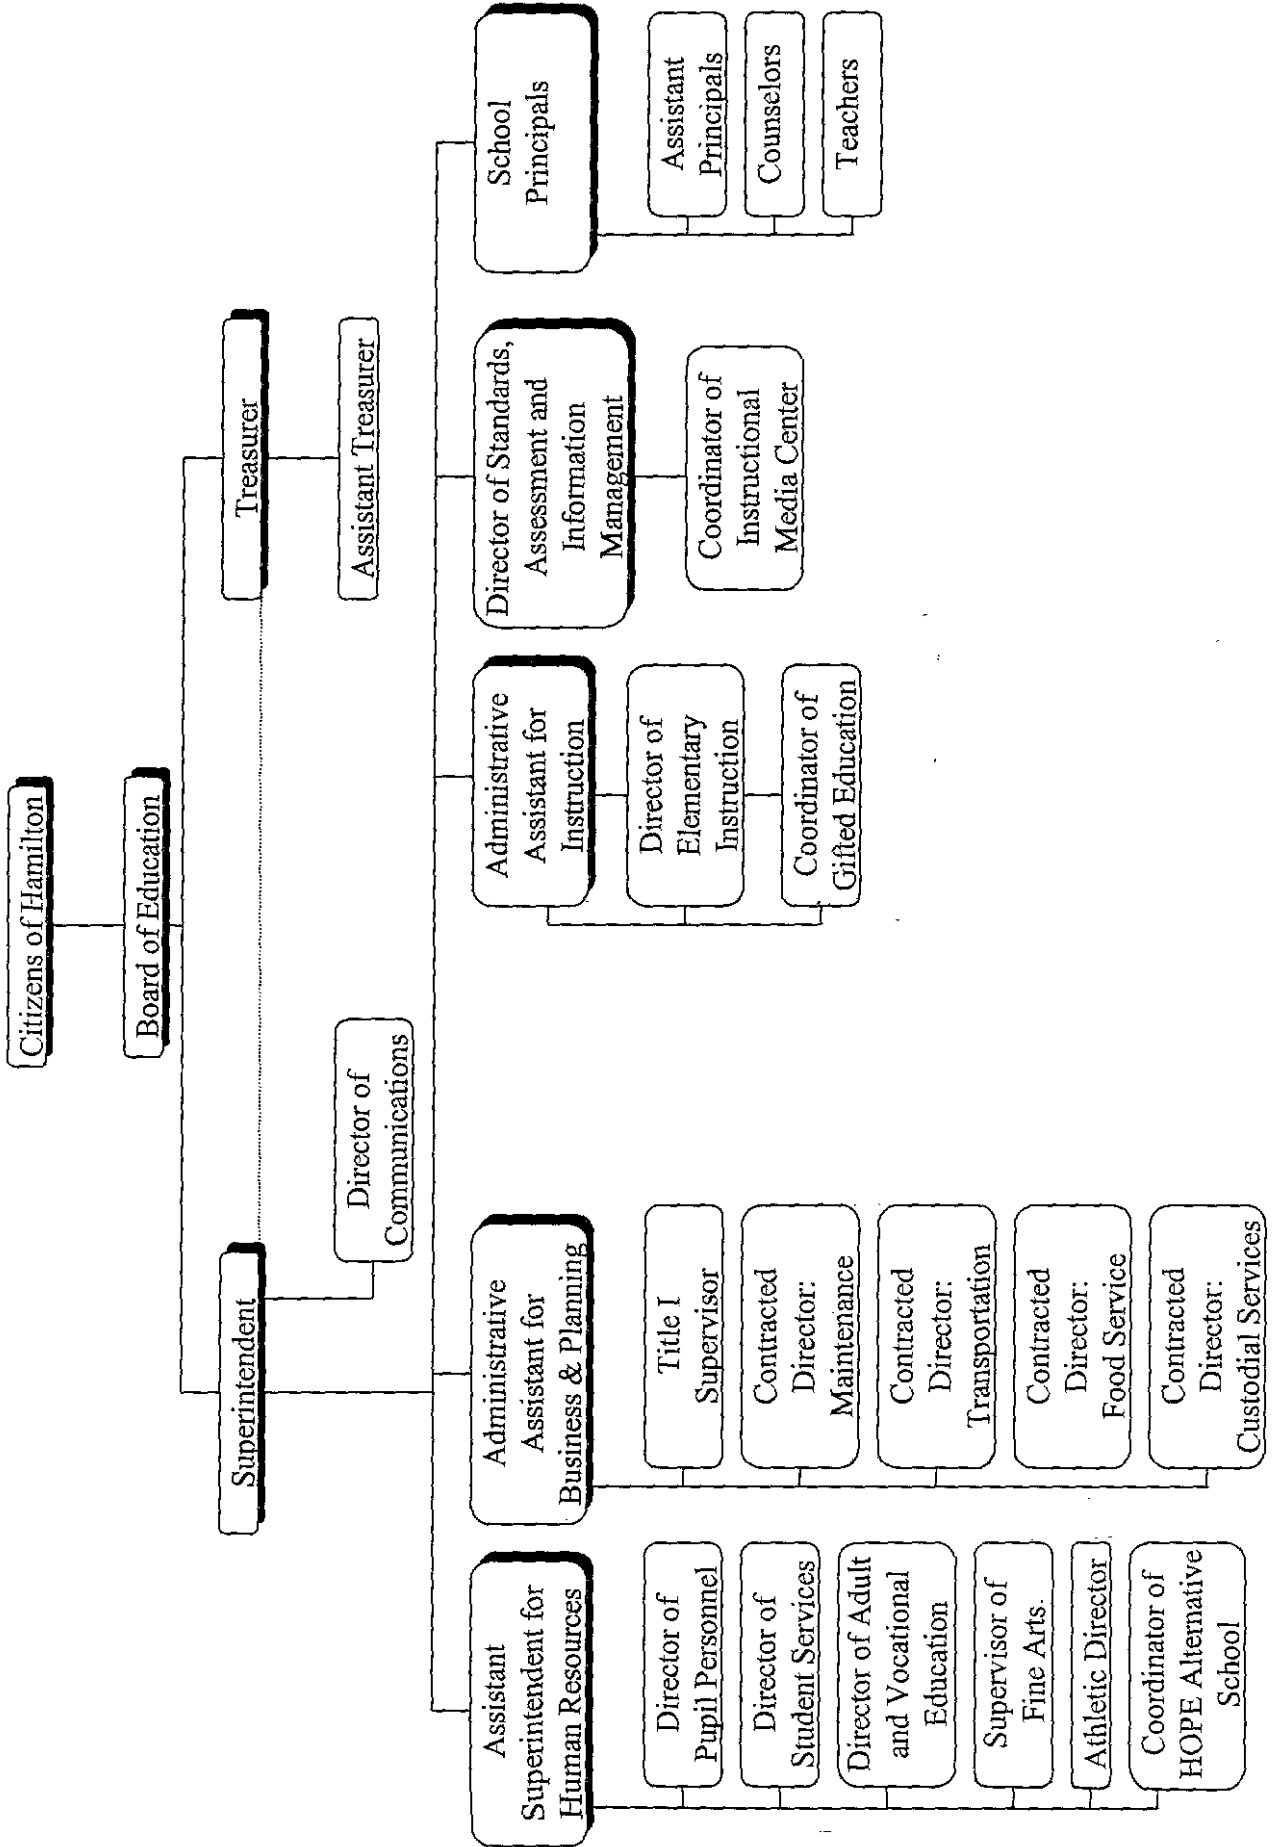 Citizens of Hamilton
Board of Education
Superintendent
Treasurer
Director of
Communications
Assistant Treasurer
Assistant
Superintendent for
Human Resources
Administrative
Assistant for
Business & Planning
Administrative
Assistant for
Instruction
Director of Standards,
Assessment and
Information
Management
School
Principals
Director of
Pupil Personnel
Director of
Student Services
Director of Adult
and Vocational
Education
Supervisor of
Fine Arts.
Athletic Director
Coordinator of
HOPE Alternative
School
Title I
Supervisor
Contracted
Director:
Maintenance
Contracted
Director:
Transportation
Contracted
Director:
Food Service
Contracted
Director:
Custodial Services
Director of
Elementary
Instruction
Coordinator of
Gifted Education
Coordinator of
Instructional
Media Center
Assistant
Principals
Counselors
Teachers